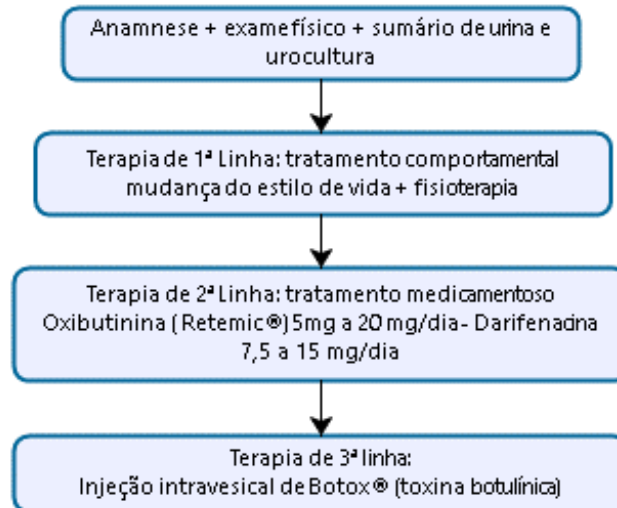 Anamnese + exame físico + sumário de urina e
urocultura
Terapia de 1ª Linha: tratamento comportamental
mudança do estilo de vida + fisioterapia
Terapia de 2ª Linha: tratamento medicamentoso
Oxibutinina ( Retemic®) 5mg a 20 mg/dia- Darifenacina
7,5 a 15 mg/dia
Terapia de 3ª linha:
Injeção intravesical de Botox® (toxina botulínica)